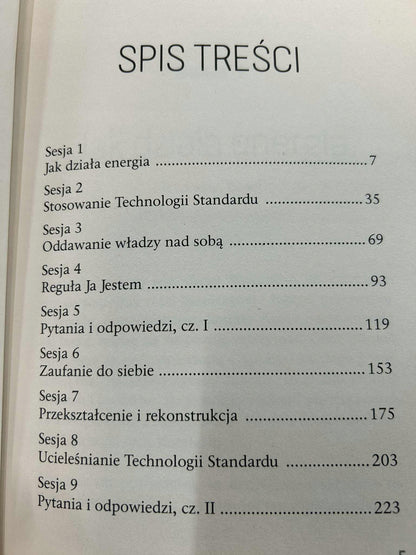 SPIS TREŚCI
Sesja 1
Jak działa energia ........................................................ 7
Sesja 2
Stosowanie Technologii Standardu ............................ 35
Sesja 3
Oddawanie władzy nad sobą ..................................... 69
Sesja 4
Reguła Ja Jestem ......................................................... 93
Sesja 5
Pytania i odpowiedzi, cz. I ....................................... 119
Sesja 6
Zaufanie do siebie ..................................................... 153
Sesja 7
Przekształcenie i rekonstrukcja ............................... 175
Sesja 8
Ucieleśnianie Technologii Standardu ..................... 203
Sesja 9
Pytania i odpowiedzi, cz. II ...................................... 223